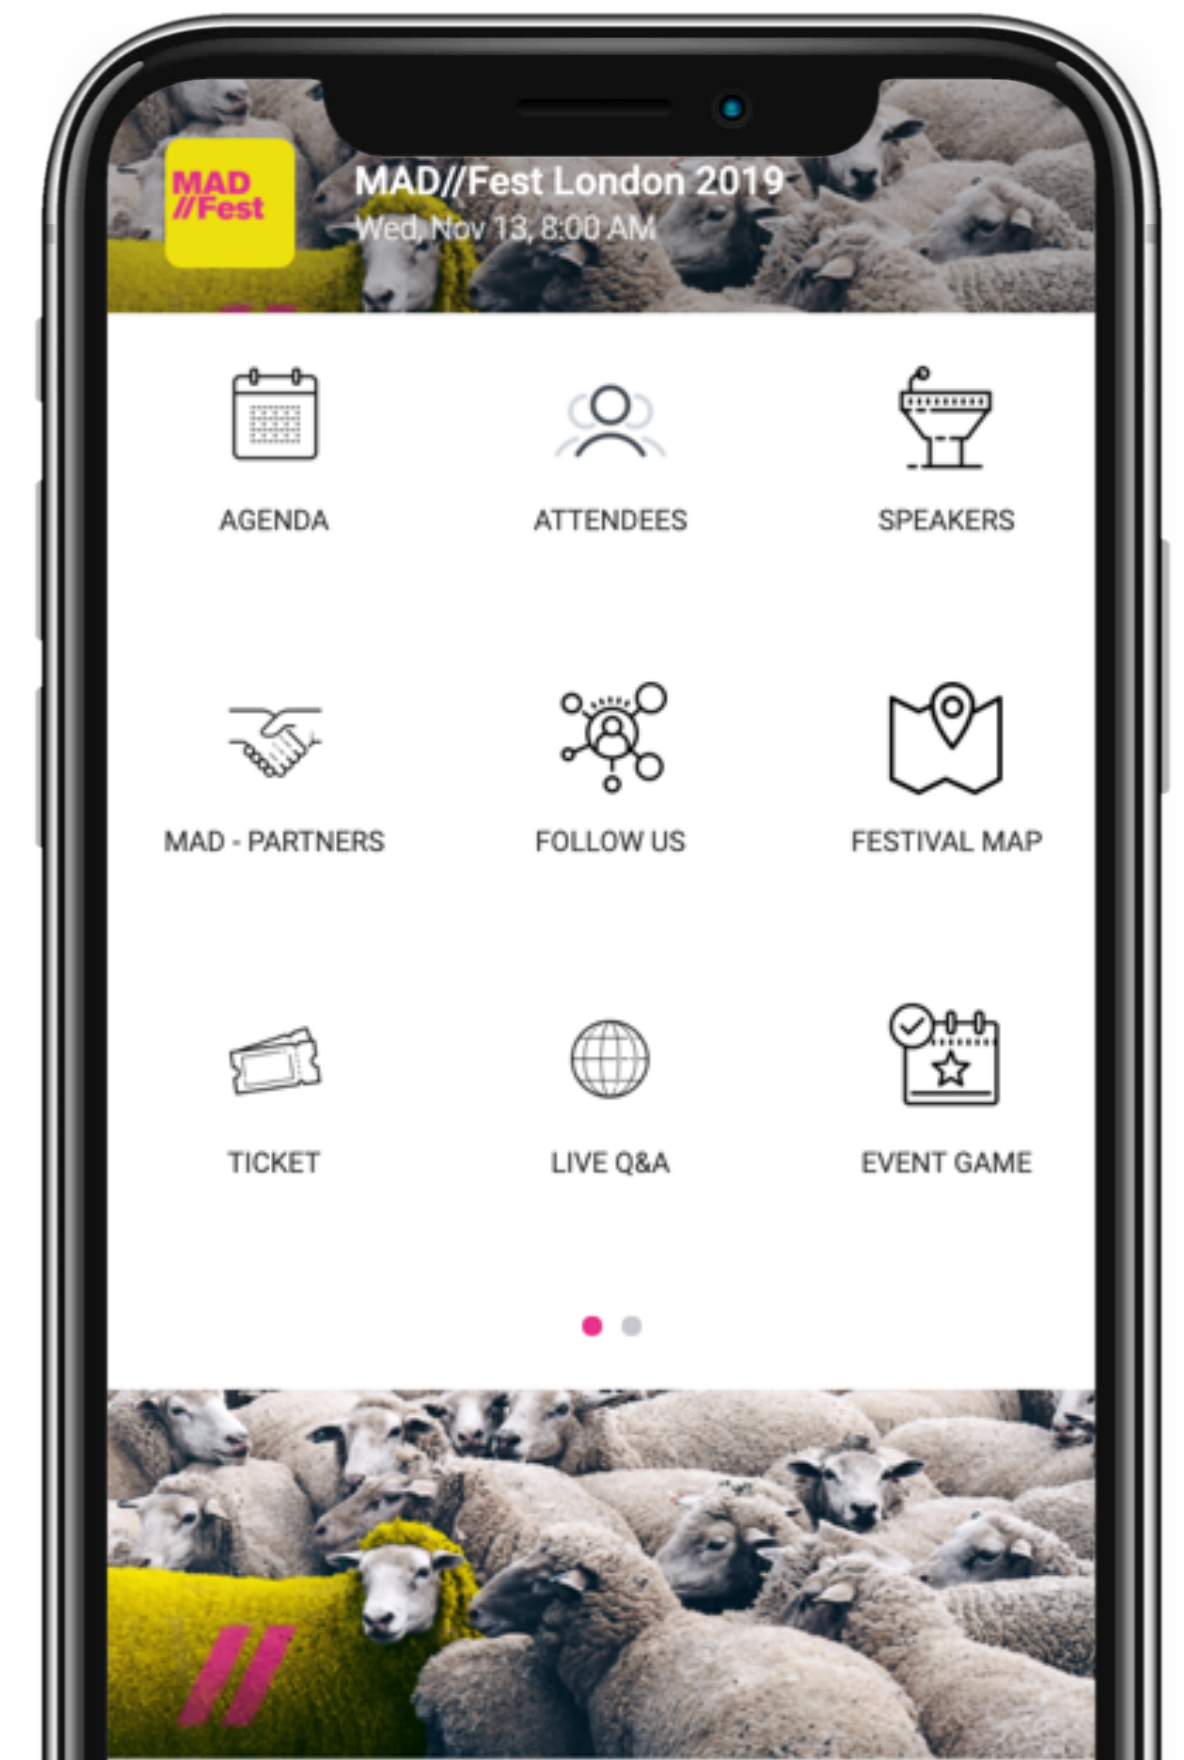 MAD
//Fest
MAD//Fest London 2019
Wed, Nov 13, 8:00 AM
AGENDA
ATTENDEES
SPEAKERS
MAD - PARTNERS
FOLLOW US
FESTIVAL MAP
TICKET
LIVE Q&A
EVENT GAME
//